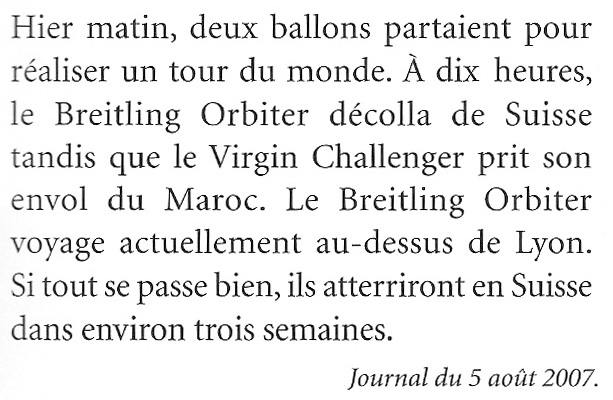 Hier matin, deux ballons partaient pour
réaliser un tour du monde. À dix heures,
le Breitling Orbiter décolla de Suisse
tandis que le Virgin Challenger prit son
envol du Maroc. Le Breitling Orbiter
voyage actuellement au-dessus de Lyon.
Si tout se passe bien, ils atterriront en Suisse
dans environ trois semaines.
Journal du 5 août 2007.